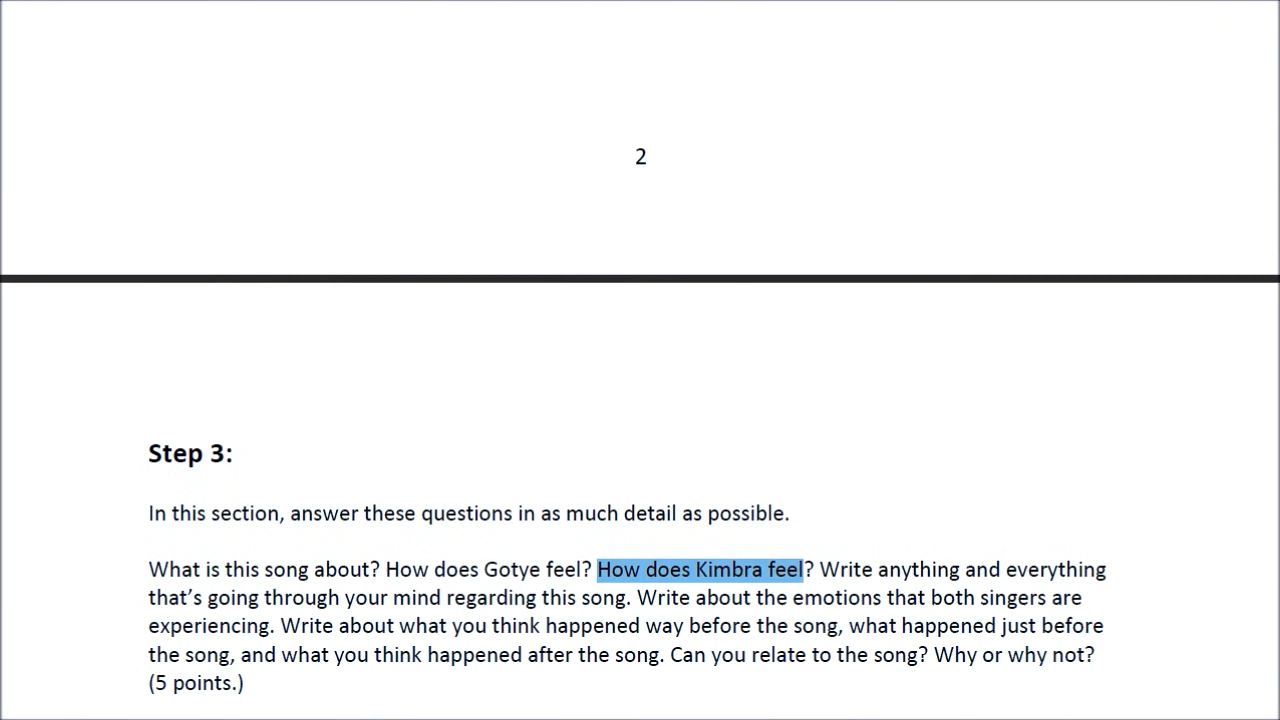 2
Step 3:
In this section, answer these questions in as much detail as possible.
What is this song about? How does Gotye feel? How does Kimbra feel? Write anything and everything
that’s going through your mind regarding this song. Write about the emotions that both singers are
experiencing. Write about what you think happened way before the song, what happened just before
the song, and what you think happened after the song. Can you relate to the song? Why or why not?
(5 points.)